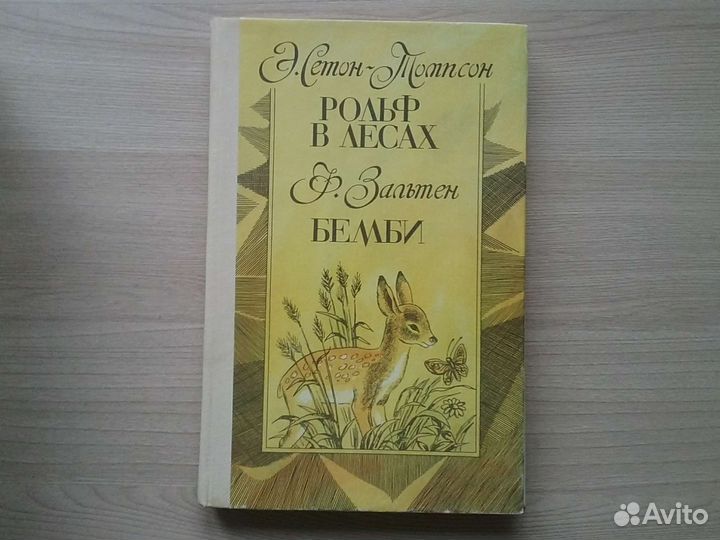 Э. Сетон-Томпсон
РОЛЬФ
В ЛЕСАХ
Ф. Зальтен
БЕМБИ
Avito